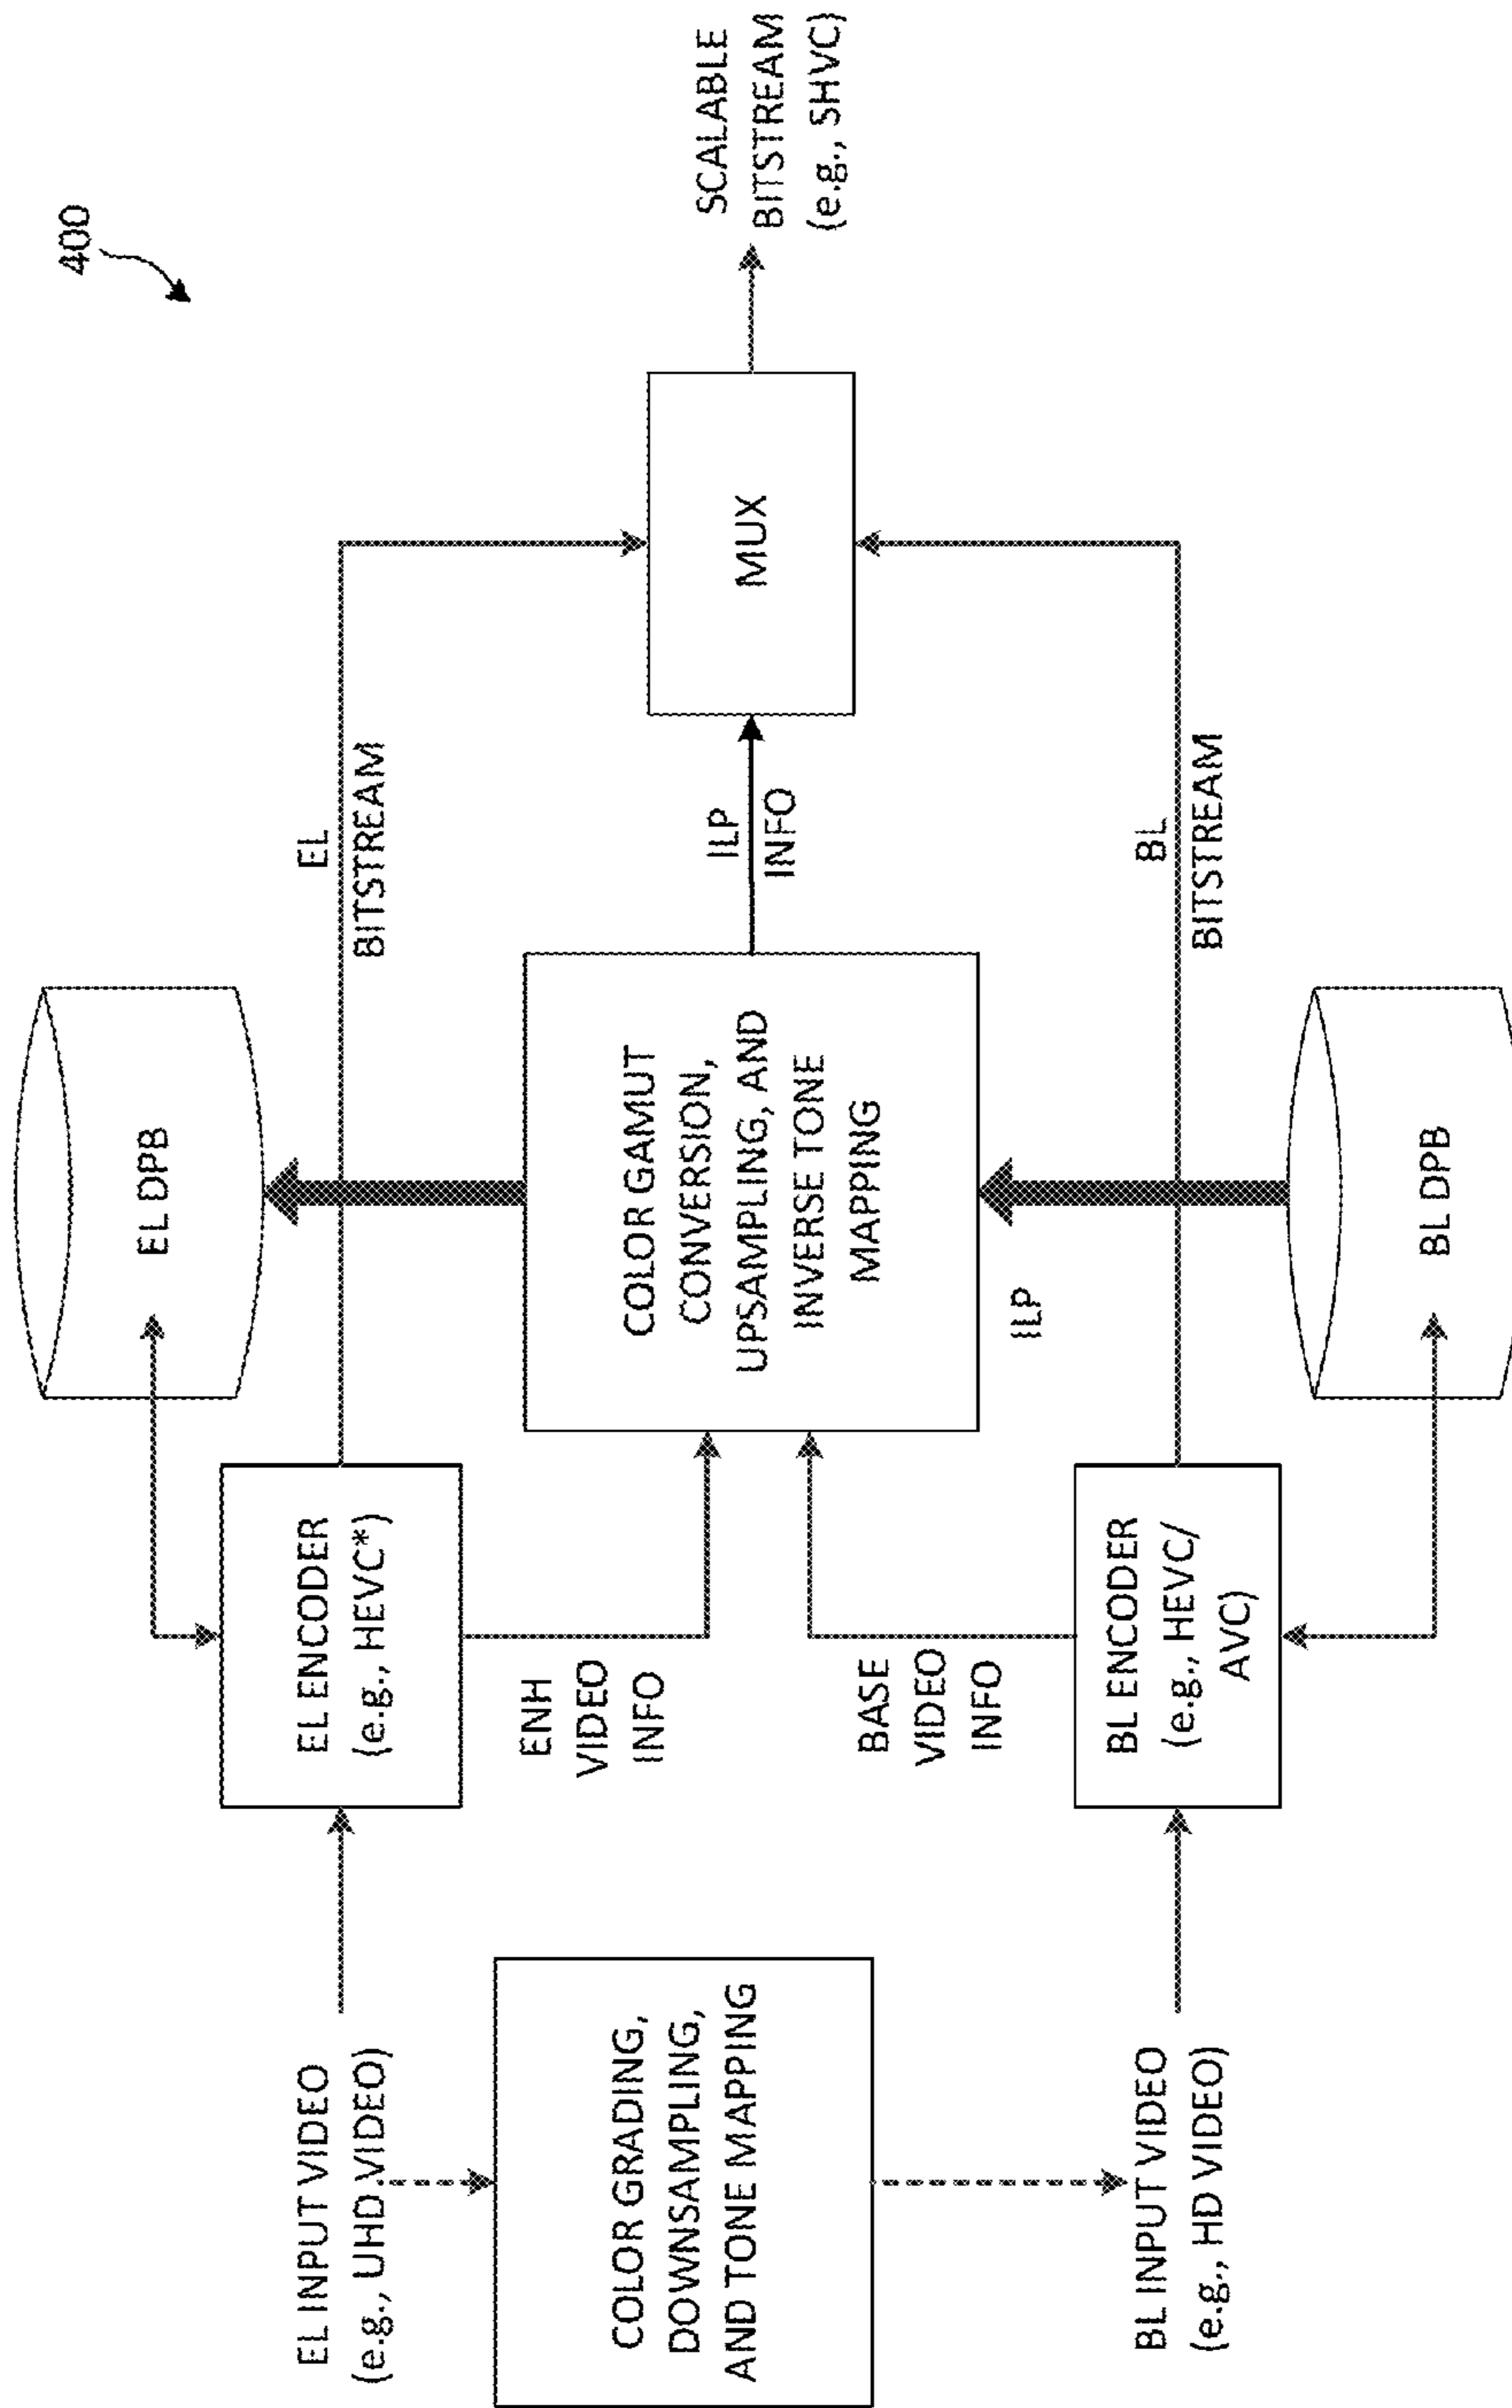 400
EL INPUT VIDEO
(e.g., UHD VIDEO)
COLOR GRADING,
DOWNSAMPLING,
AND TONE MAPPING
BL INPUT VIDEO
(e.g., HD VIDEO)
EL ENCODER
(e.g., HEVC*)
ENH
VIDEO
INFO
BASE
VIDEO
INFO
BL ENCODER
(e.g., HEVC/
AVC)
EL DPB
COLOR GAMUT
CONVERSION,
UPSAMPLING, AND
INVERSE TONE
MAPPING
ILP
BL DPB
EL
BITSTREAM
ILP
INFO
BL
BITSTREAM
MUX
SCALABLE
BITSTREAM
(e.g., SHVC)